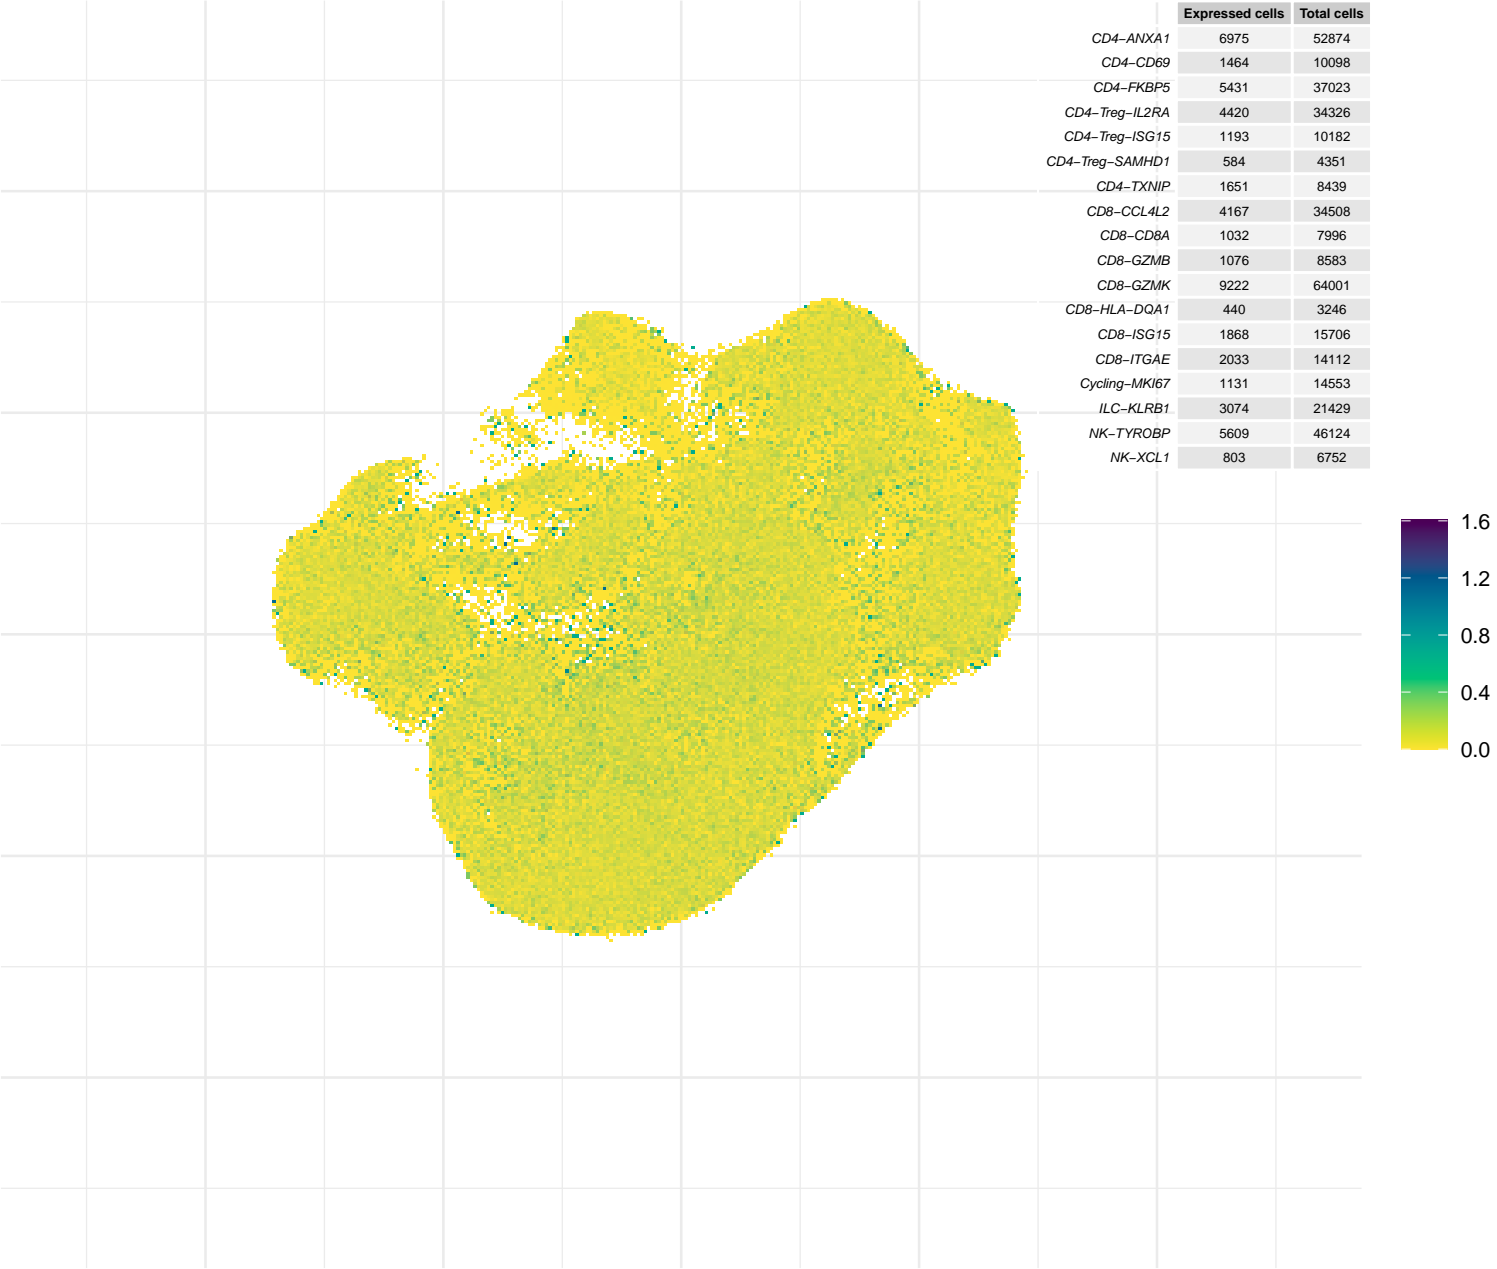 Expressed cells Total cells
CD4−ANXA1 6975 52874
CD4−CD69 1464 10098
CD4−FKBP5 5431 37023
CD4−Treg−IL2RA 4420 34326
CD4−Treg−ISG15 1193 10182
CD4−Treg−SAMHD1 584 4351
CD4−TXNIP 1651 8439
CD8−CCL4L2 4167 34508
CD8−CD8A 1032 7996
CD8−GZMB 1076 8583
CD8−GZMK 9222 64001
CD8−HLA−DQA1 440 3246
CD8−ISG15 1868 15706
CD8−ITGAE 2033 14112
Cycling−MKI67 1131 14553
ILC−KLRB1 3074 21429
NK−TYROBP 5609 46124
NK−XCL1 803 6752
1.6
1.2
0.8
0.4
0.0